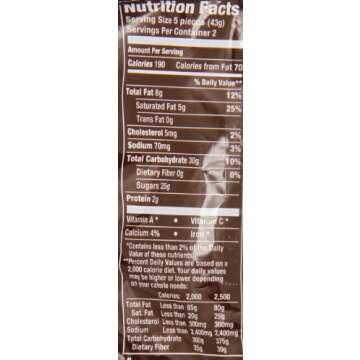 Nutrition Facts
Serving Size 5 pieces (43g)
Servings Per Container 2
Amount Per Serving
Calories 190 Calories from Fat 70
% Daily Value**
Total Fat 8g 12%
Saturated Fat 5g 25%
Trans Fat 0g
Cholesterol 5mg 2%
Sodium 70mg 3%
Total Carbohydrate 30g 10%
Dietary Fiber 0g 0%
Sugars 25g
Protein 2g
Vitamin A * • Vitamin C *
Calcium 4% • Iron *
*Contains less than 2% of the Daily
Value of these nutrients.
**Percent Daily Values are based on a
2,000 calorie diet. Your daily values
may be higher or lower depending
on your calorie needs:
Calories: 2,000 2,500
Total Fat Less than 65g 80g
Sat. Fat Less than 20g 25g
Cholesterol Less than 300mg 300mg
Sodium Less than 2,400mg 2,400mg
Total Carbohydrate 300g 375g
Dietary Fiber 25g 30g